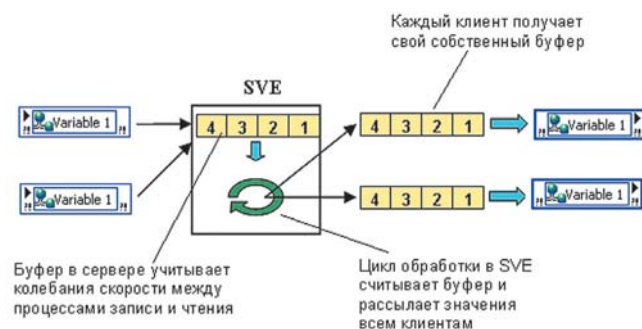 Каждый клиент получает
свой собственный буфер
SVE
Variable 1
4 3 2 1
4 3 2 1
Variable 1
Variable 1
4 3 2 1
Variable 1
Буфер в сервере учитывает
колебания скорости между
процессами записи и чтения
Цикл обработки в SVE
считывает буфер и
рассылает значения
всем клиентам